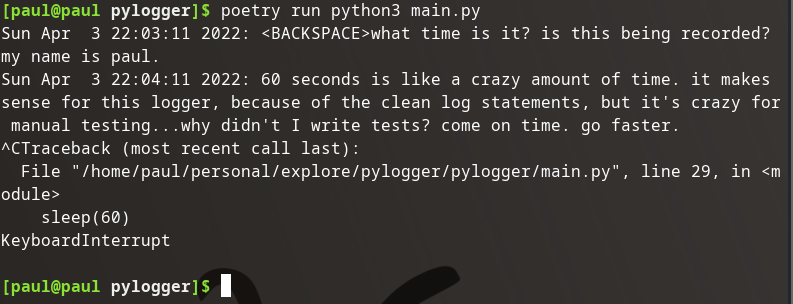 [paul@paul pylogger]$ poetry run python3 main.py
Sun Apr  3 22:03:11 2022: <BACKSPACE>what time is it? is this being recorded?
my name is paul.
Sun Apr  3 22:04:11 2022: 60 seconds is like a crazy amount of time. it makes
sense for this logger, because of the clean log statements, but it's crazy for
 manual testing...why didn't I write tests? come on time. go faster.
^CTraceback (most recent call last):
  File "/home/paul/personal/explore/pylogger/pylogger/main.py", line 29, in <m
odule>
    sleep(60)
KeyboardInterrupt
[paul@paul pylogger]$